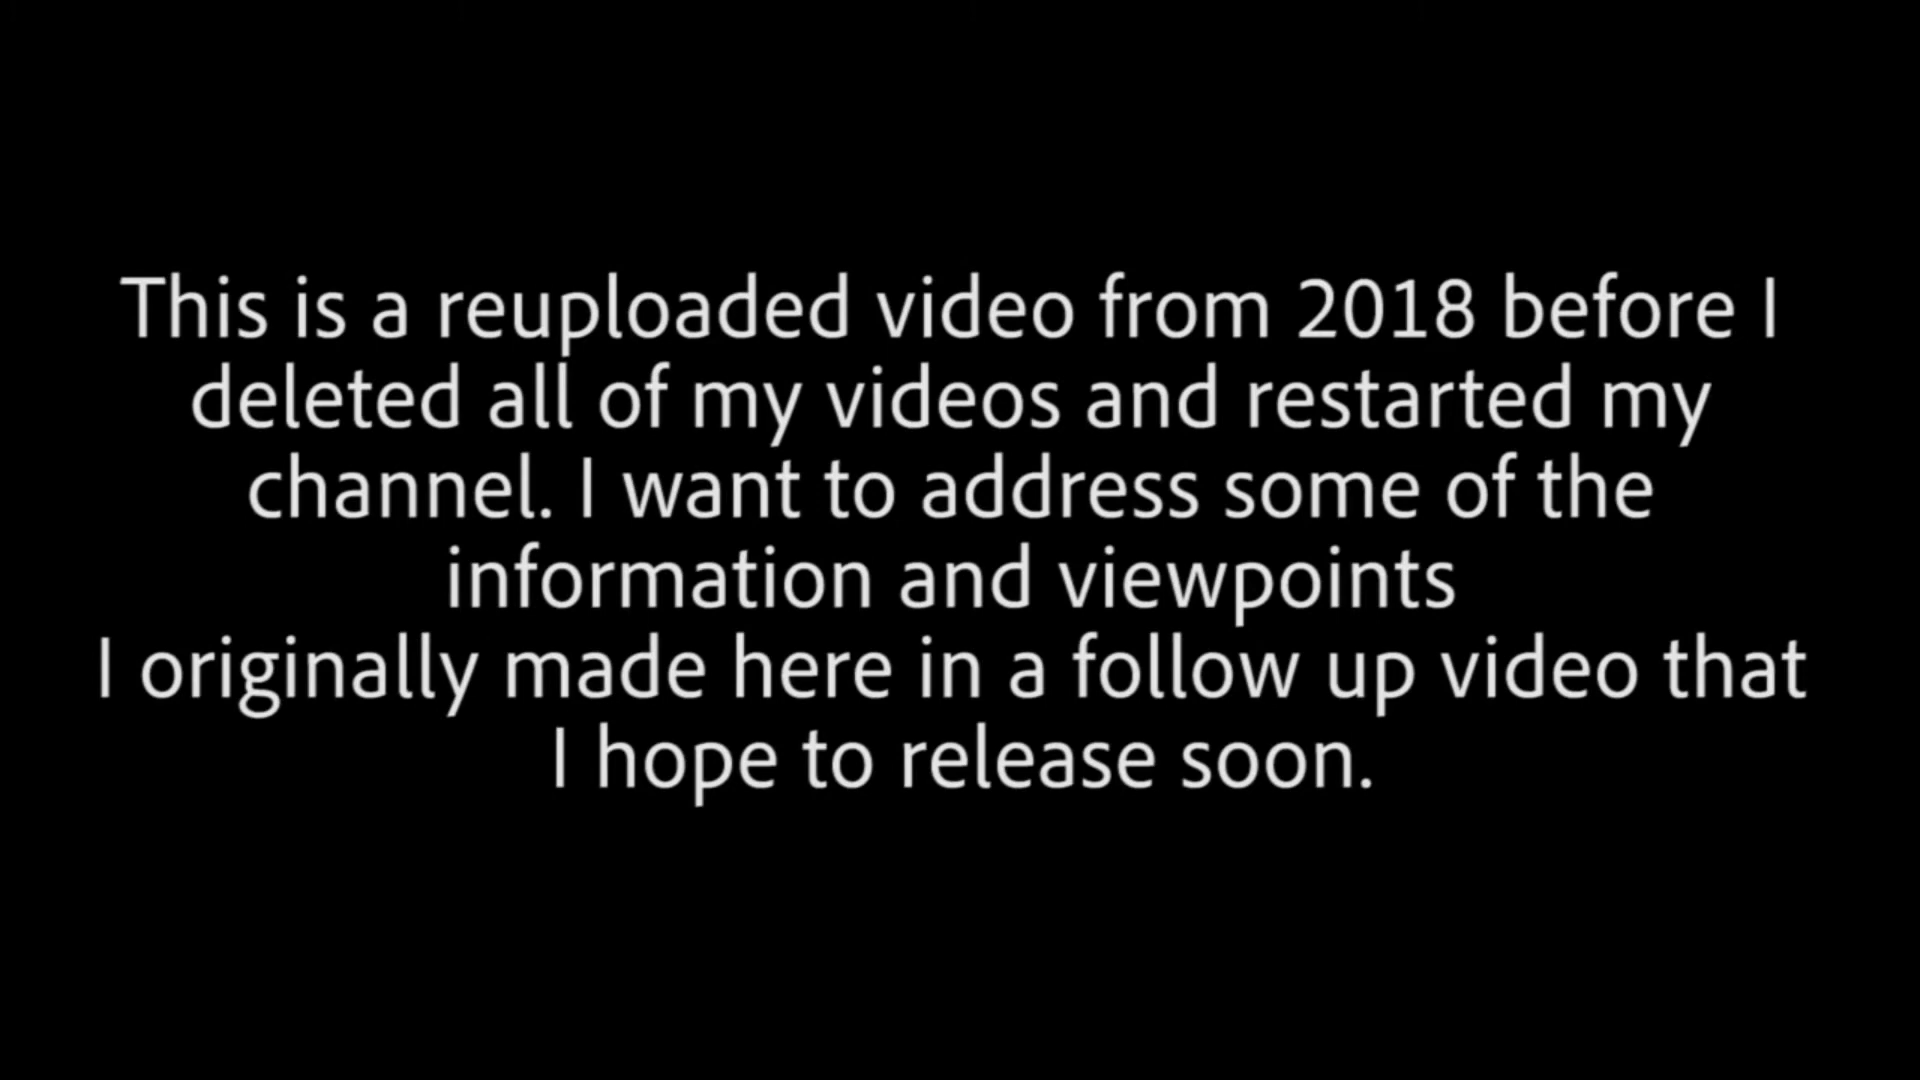 This is a reuploaded video from 2018 before I
deleted all of my videos and restarted my
channel. I want to address some of the
information and viewpoints
I originally made here in a follow up video that
I hope to release soon.